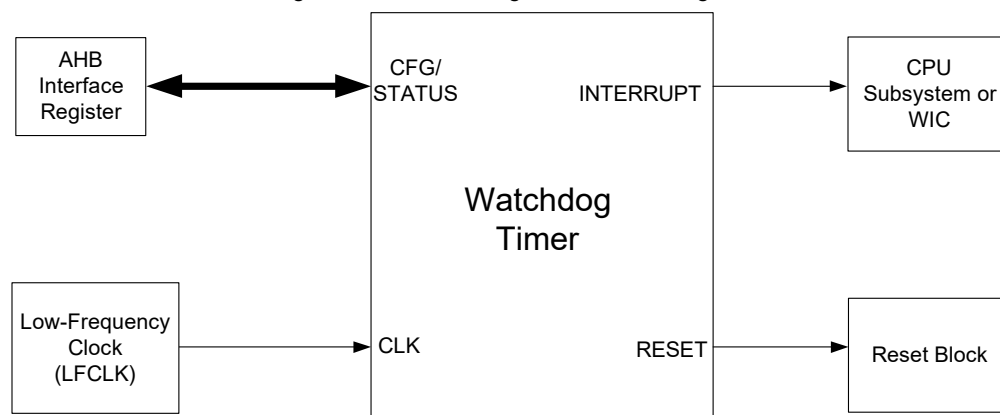 AHB
Interface
Register
CFG/
STATUS
INTERRUPT
CPU
Subsystem or
WIC
Watchdog
Timer
Low-Frequency
Clock
(LFCLK)
CLK
RESET
Reset Block